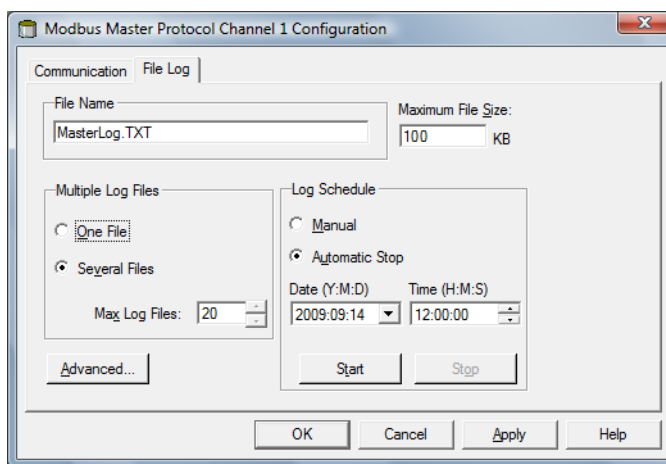 Modbus Master Protocol Channel 1 Configuration
Communication
File Log
File Name
MasterLog.TXT
Maximum File Size:
100
KB
Multiple Log Files
One File
Several Files
Max Log Files:
20
Log Schedule
Manual
Automatic Stop
Date (Y:M:D)
Time (H:M:S)
2009:09:14
12:00:00
Advanced...
Start
Stop
OK
Cancel
Apply
Help